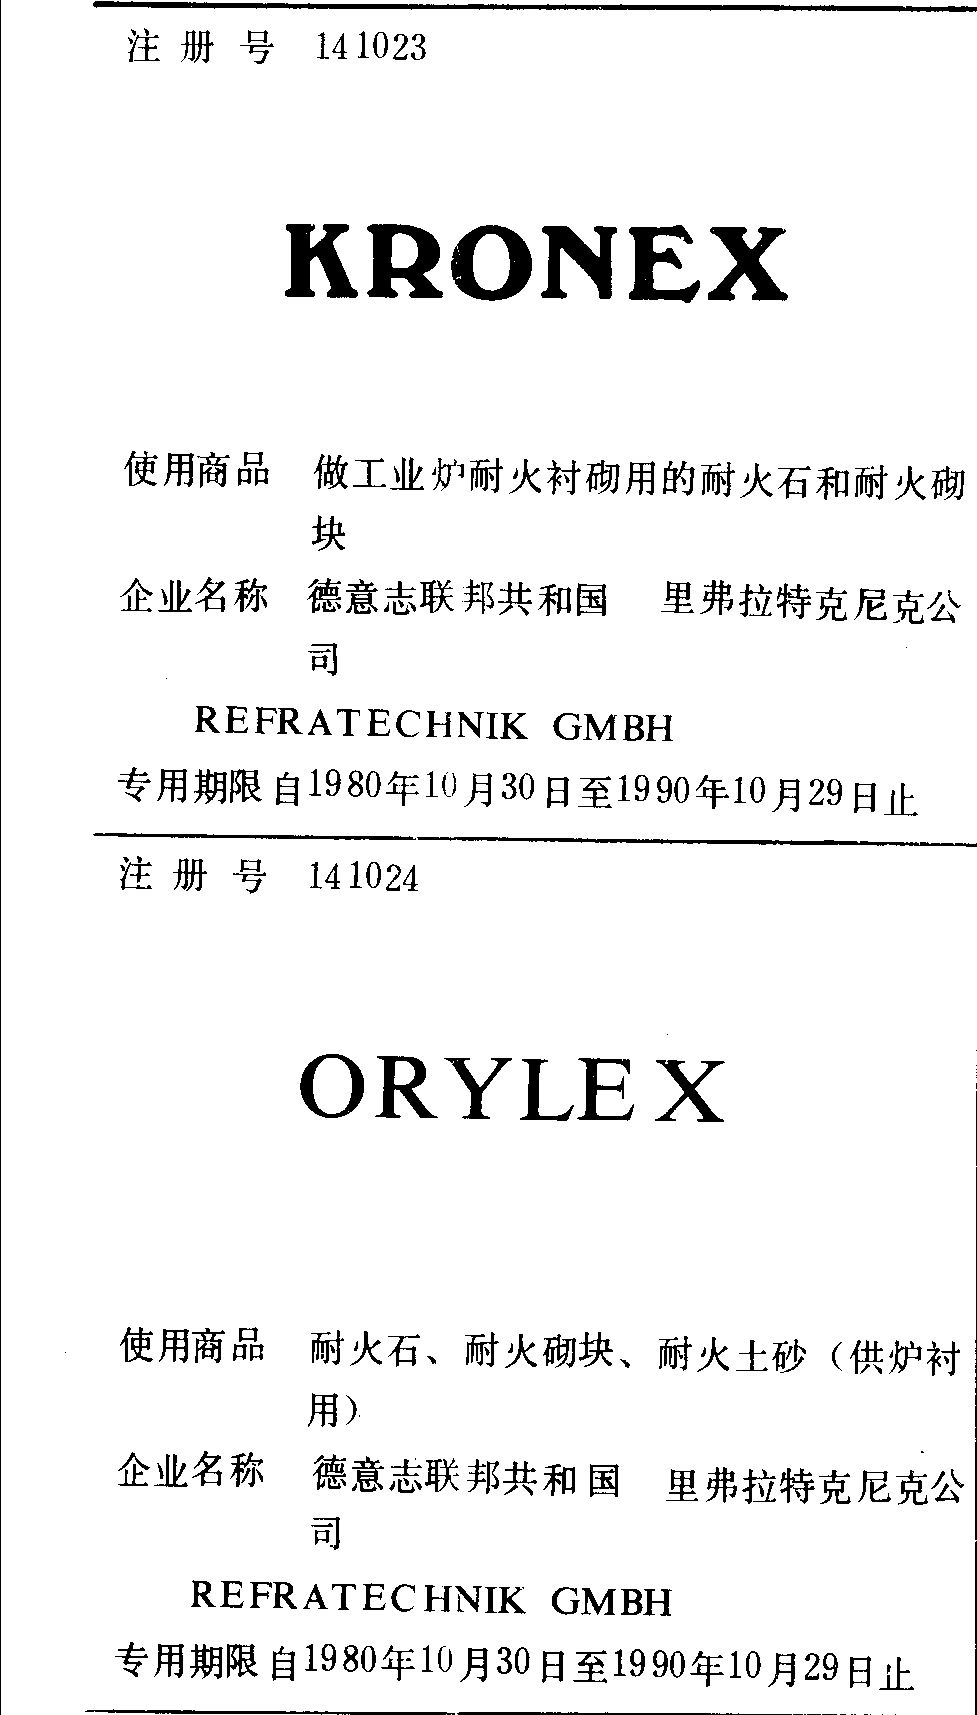 注册号 141023
KRONEX
使用商品 做工业炉耐火衬砌用的耐火石和耐火砌
块
企业名称 德意志联邦共和国 里弗拉特克尼克公
司
REFRATECHNIK GMBH
专用期限自1980年10月30日至1990年10月29日止
注册号 141024
ORYLEX
使用商品 耐火石、耐火砌块、耐火土砂（供炉衬
用）
企业名称 德意志联邦共和国 里弗拉特克尼克公
司
REFRATECHNIK GMBH
专用期限自1980年10月30日至1990年10月29日止